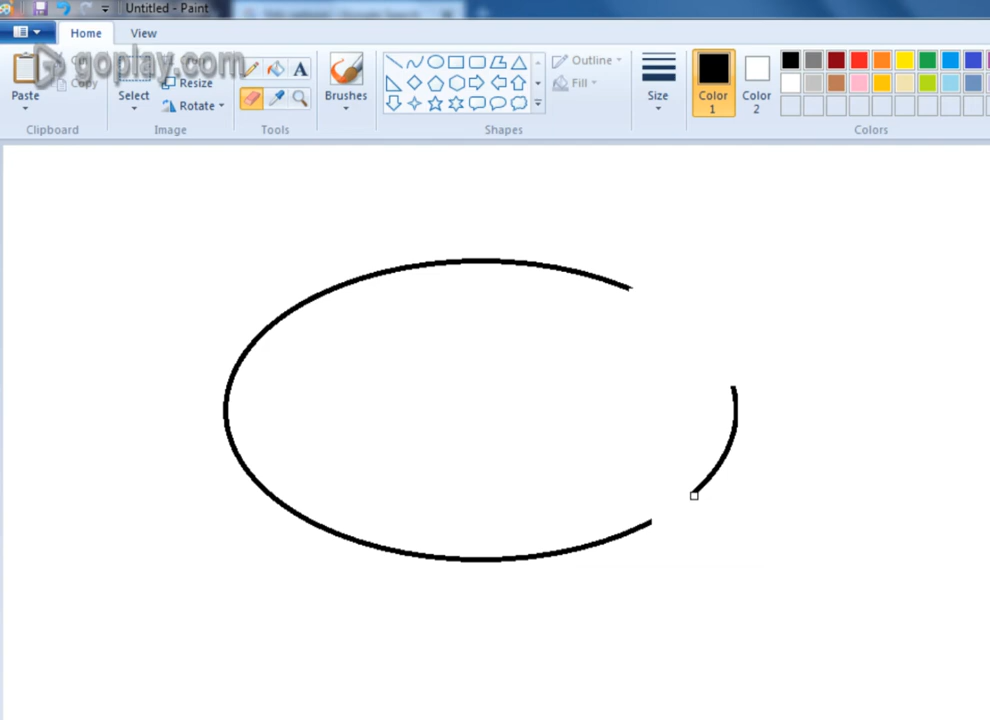 Untitled - Paint
Home View
goplay.com
Copy
Resize
Rotate
Paste
Select
A
Brushes
Outline
Fill
Size
Color 1
Color 2
Clipboard
Image
Tools
Shapes
Colors